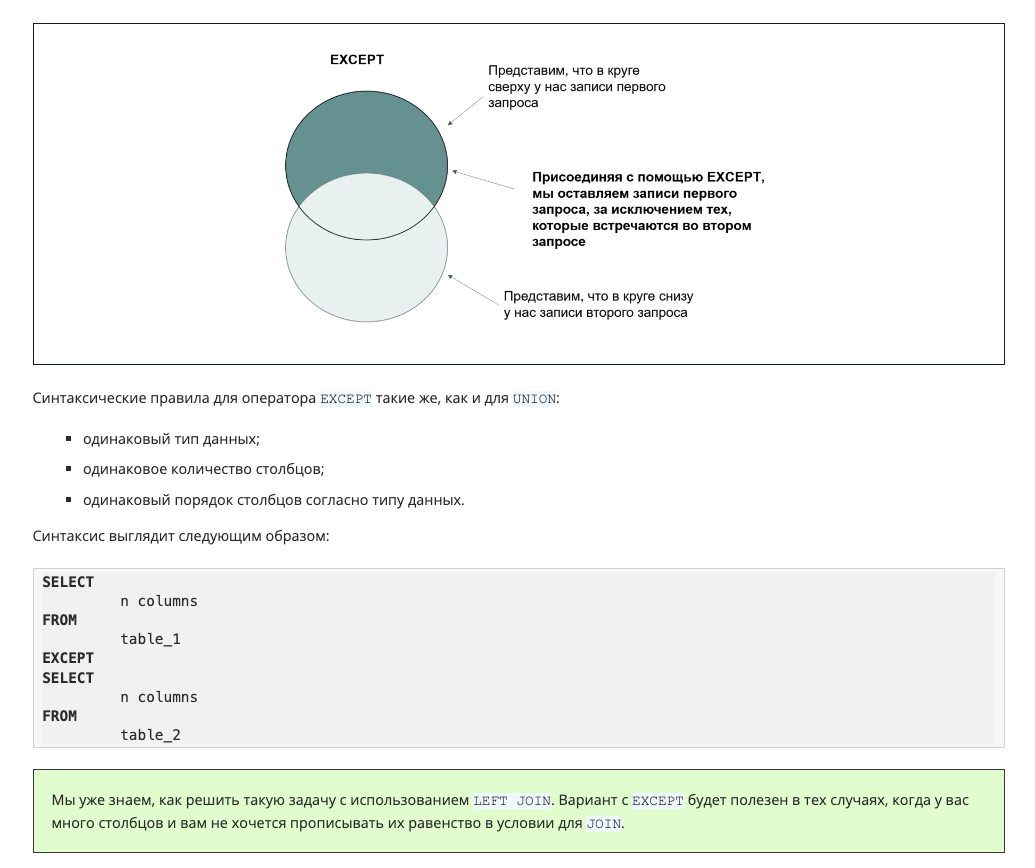 EXCEPT
Представим, что в круге
сверху у нас записи первого
запроса
Присоединяя с помощью EXCEPT,
мы оставляем записи первого
запроса, за исключением тех,
которые встречаются во втором
запросе
Представим, что в круге снизу
у нас записи второго запроса
Синтаксические правила для оператора EXCEPT такие же, как и для UNION:
▪ одинаковый тип данных;
▪ одинаковое количество столбцов;
▪ одинаковый порядок столбцов согласно типу данных.
Синтаксис выглядит следующим образом:
SELECT
n columns
FROM
table_1
EXCEPT
SELECT
n columns
FROM
table_2
Мы уже знаем, как решить такую задачу с использованием LEFT JOIN. Вариант с EXCEPT будет полезен в тех случаях, когда у вас
много столбцов и вам не хочется прописывать их равенство в условии для JOIN.